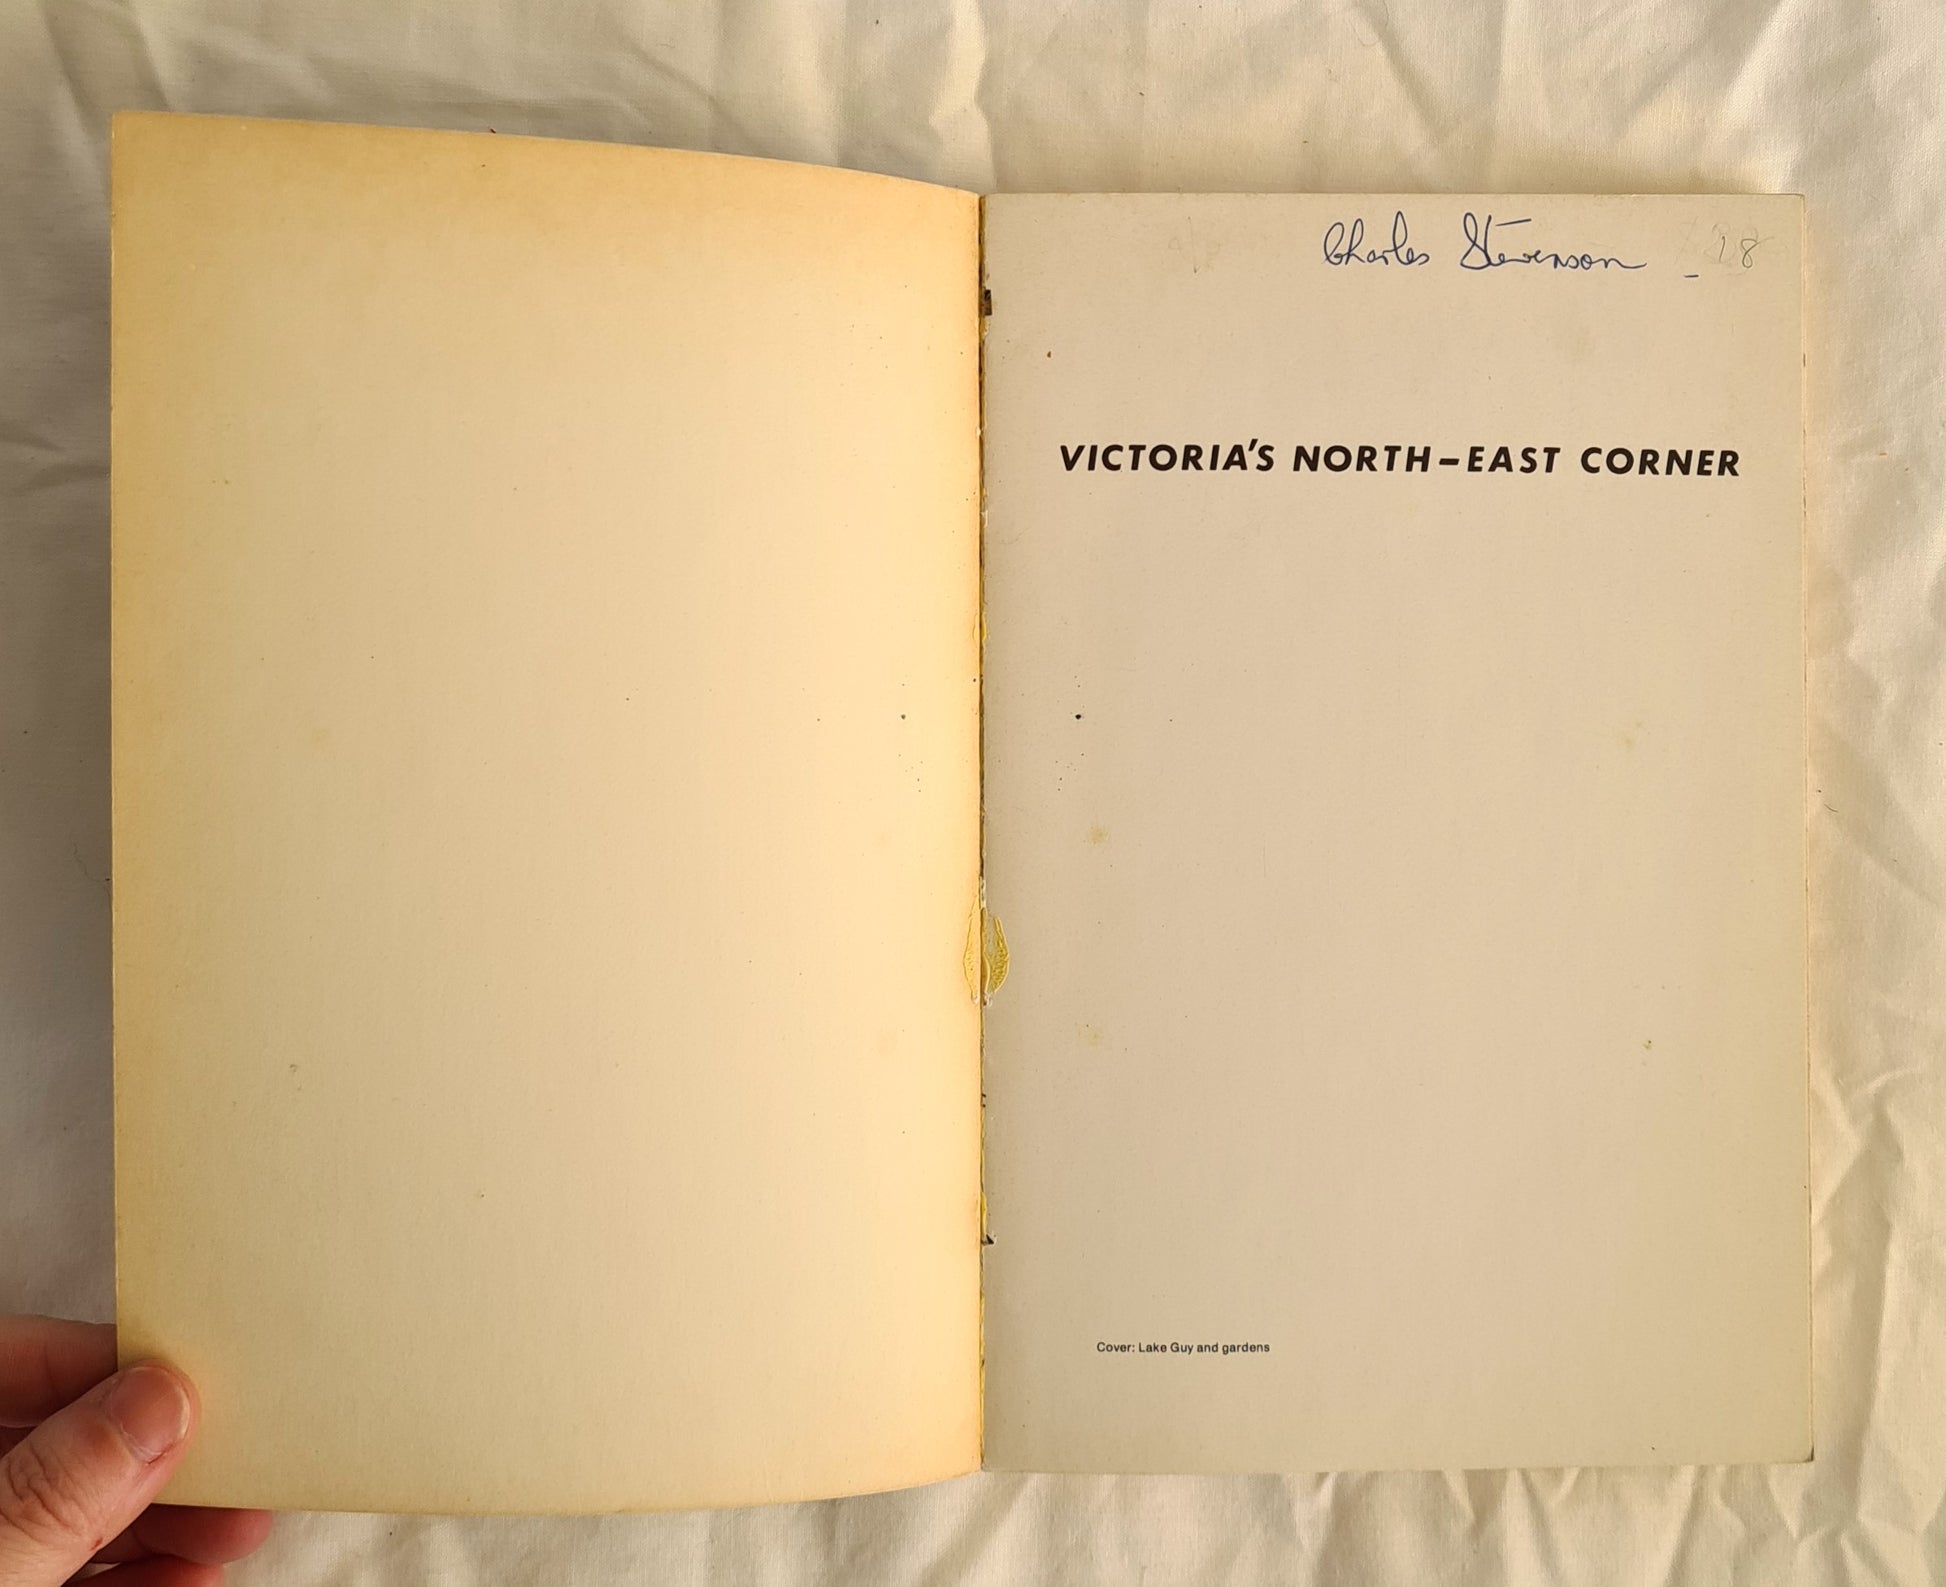 Charles Stevenson
VICTORIA'S NORTH–EAST CORNER
Cover: Lake Guy and gardens